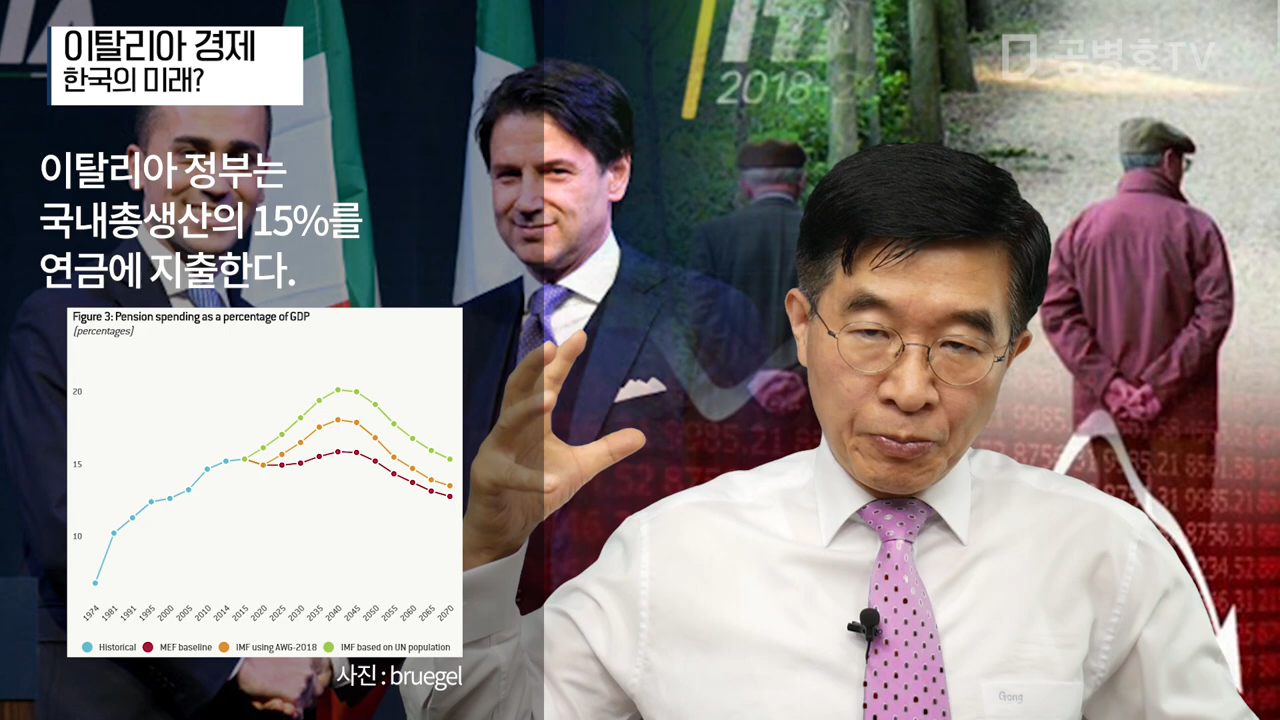 이탈리아 경제
한국의 미래?
2018
공병호TV
이탈리아 정부는
국내총생산의 15%를
연금에 지출한다.
Figure 3: Pension spending as a percentage of GDP
(percentages)
20
15
10
1974 1981 1991 1995 2000 2005 2010 2014 2015 2020 2025 2030 2035 2040 2045 2050 2055 2060 2065 2070
Historical MEF baseline IMF using AWG-2018 IMF based on UN population
사진 : bruegel
Gong